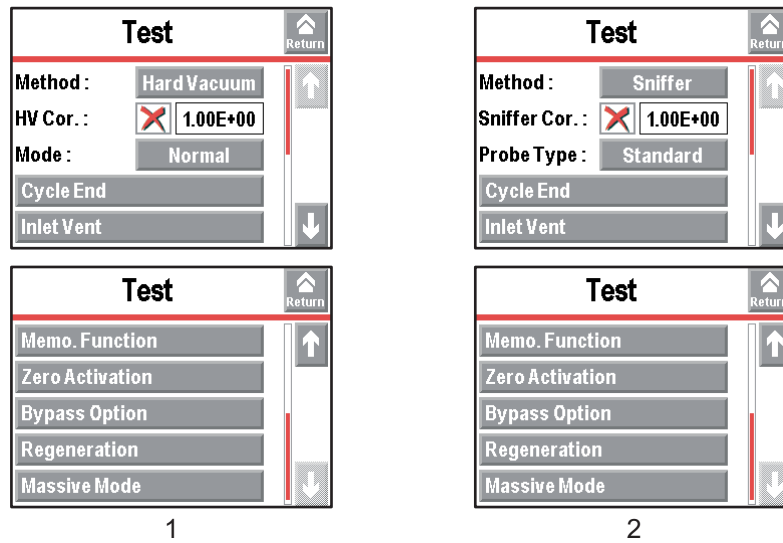 Test
Return
Method :
Hard Vacuum
HV Cor. :
1.00E+00
Mode :
Normal
Cycle End
Inlet Vent
Test
Return
Memo. Function
Zero Activation
Bypass Option
Regeneration
Massive Mode
1
Test
Return
Method :
Sniffer
Sniffer Cor. :
1.00E+00
Probe Type :
Standard
Cycle End
Inlet Vent
Test
Return
Memo. Function
Zero Activation
Bypass Option
Regeneration
Massive Mode
2